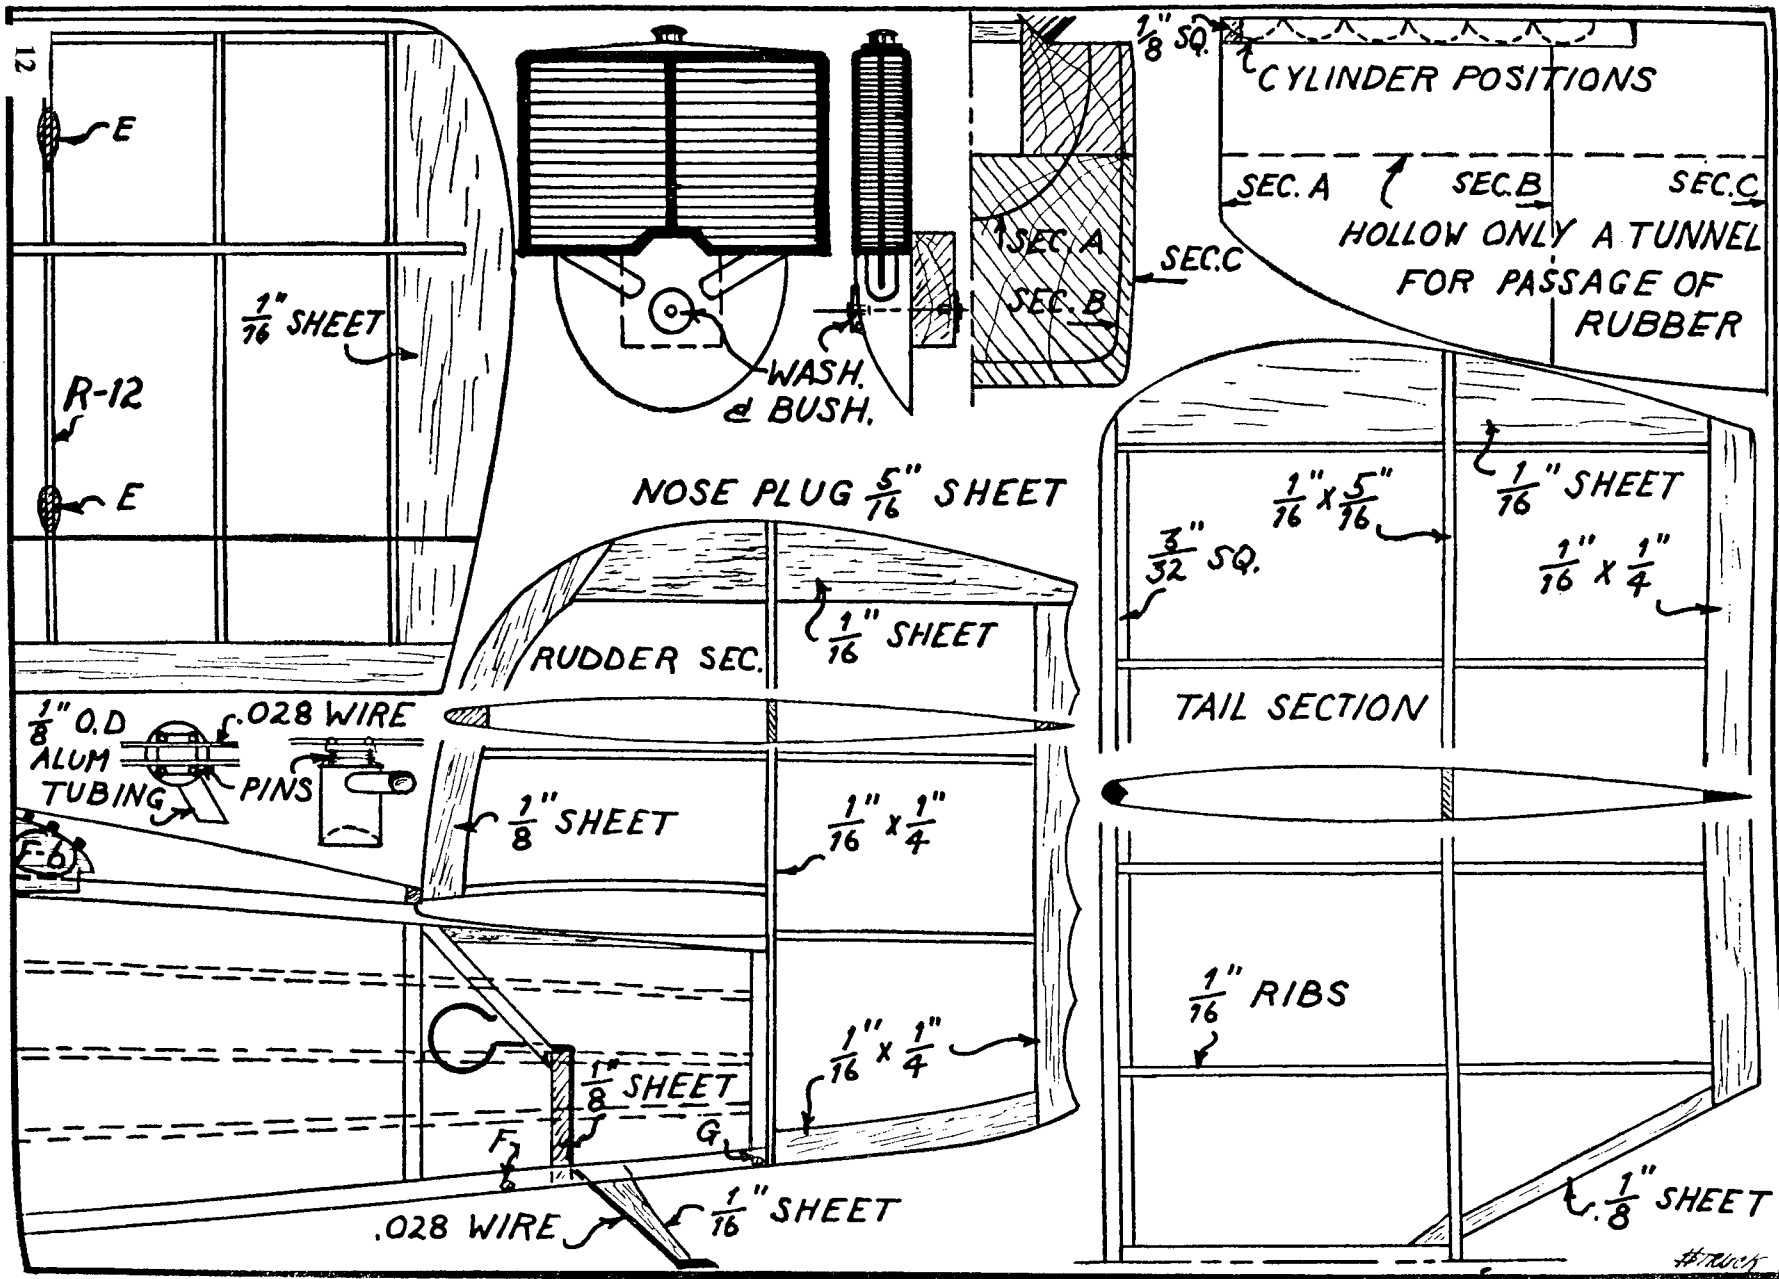 12
E
1/16" SHEET
R-12
E
WASH.
& BUSH.
NOSE PLUG 5/16" SHEET
1/8" SQ.
CYLINDER POSITIONS
SEC. A
SEC. B
SEC. C
HOLLOW ONLY A TUNNEL
FOR PASSAGE OF
RUBBER
SEC. A
SEC. C
SEC. B
1/16" SHEET
RUDDER SEC.
1/8" SHEET
1/16" x 1/4"
1/16" x 1/4"
1/16" x 5/16"
1/16" SHEET
3/32" SQ.
1/16" x 1/4"
TAIL SECTION
1/16" RIBS
1/8" SHEET
1/8" O.D
ALUM
TUBING
.028 WIRE
PINS
F-6
1/8" SHEET
F
G
.028 WIRE
1/16" SHEET